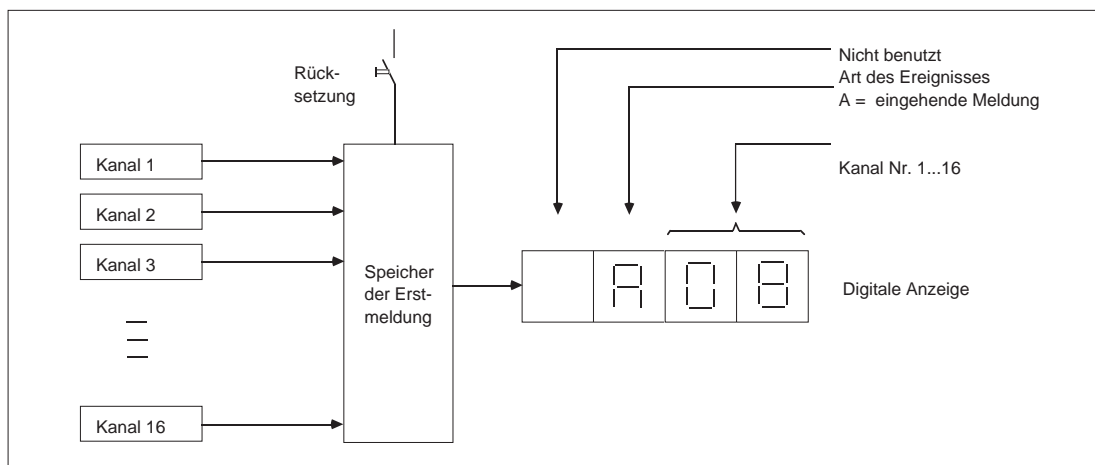 Rück-
setzung
Nicht benutzt
Art des Ereignisses
A = eingehende Meldung
Kanal Nr. 1...16
Kanal 1
Kanal 2
Kanal 3
Kanal 16
Speicher
der Erst-
meldung
A 0 8
Digitale Anzeige